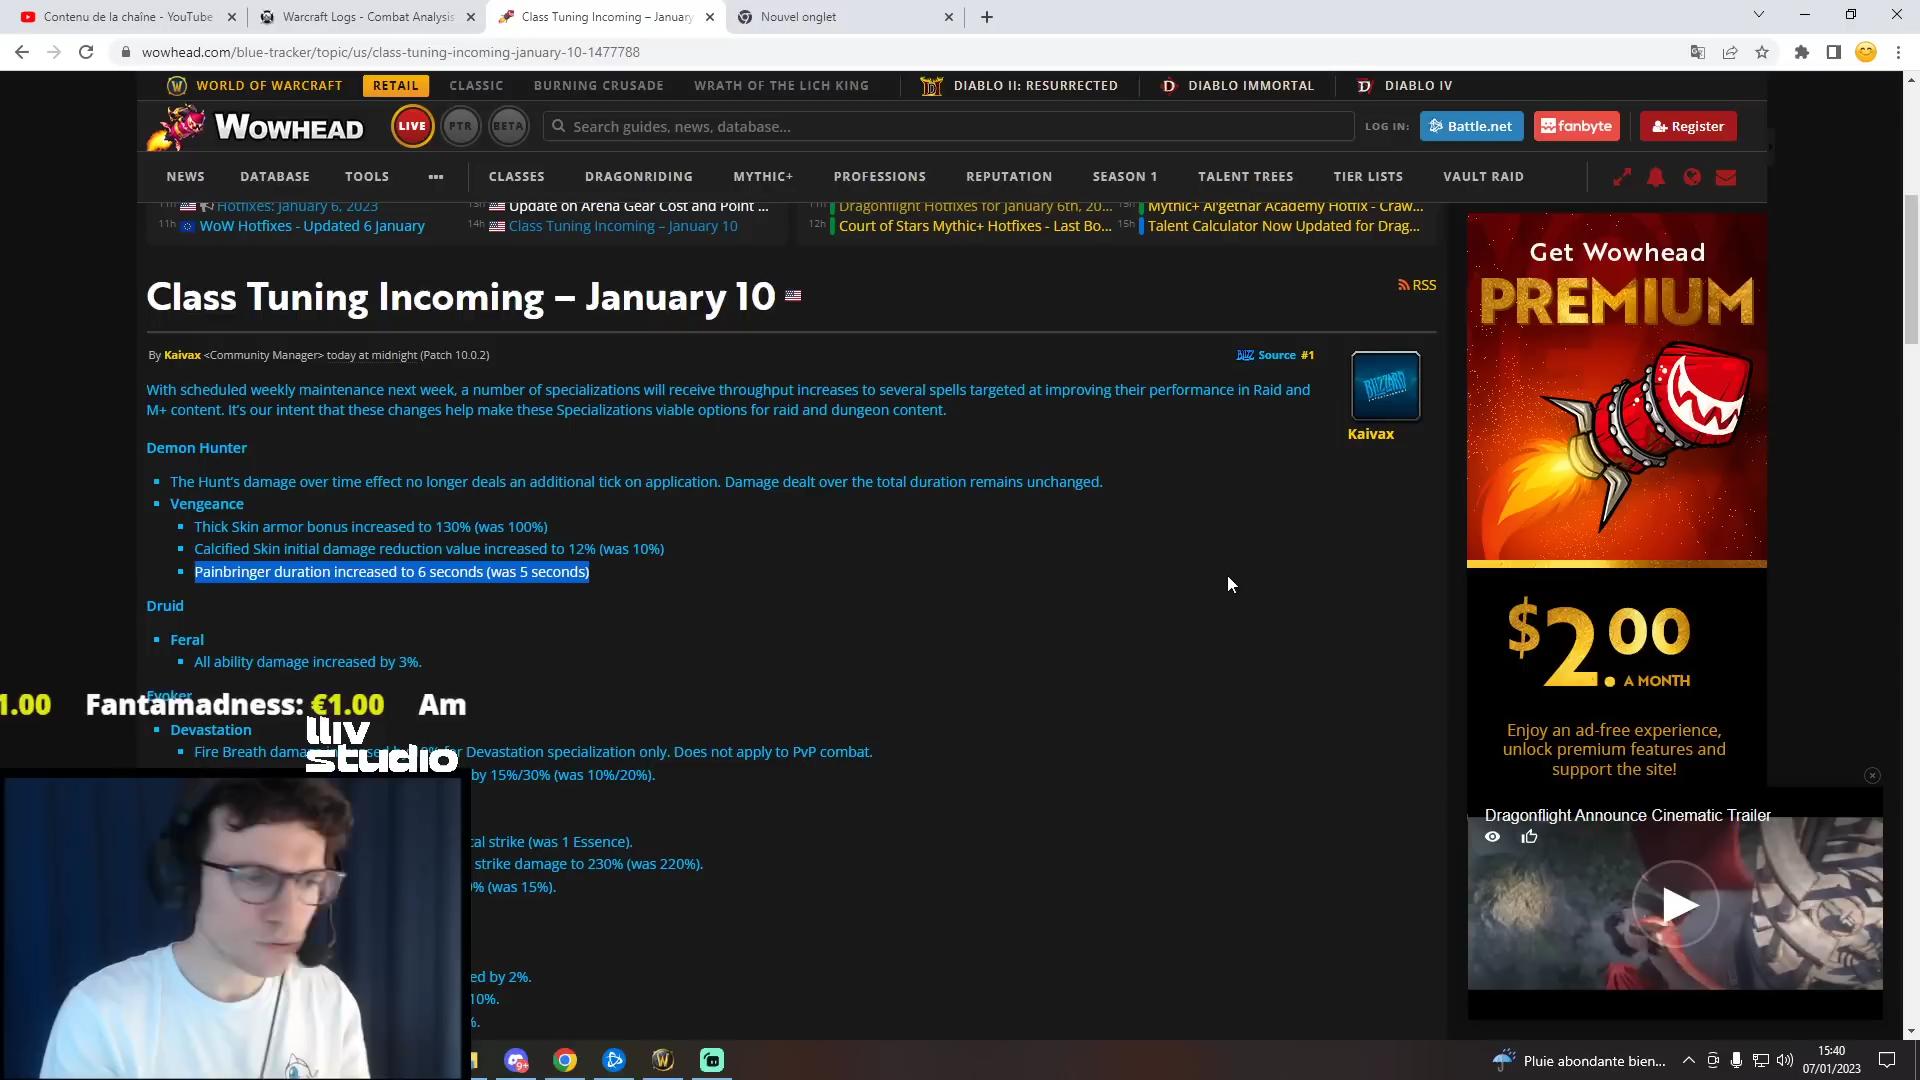 Contenu de la chaîne - YouTube
Warcraft Logs - Combat Analysis
Class Tuning Incoming – January
Nouvel onglet
wowhead.com/blue-tracker/topic/us/class-tuning-incoming-january-10-1477788
WORLD OF WARCRAFT
RETAIL
CLASSIC
BURNING CRUSADE
WRATH OF THE LICH KING
DIABLO II: RESURRECTED
DIABLO IMMORTAL
DIABLO IV
WOWHEAD
LIVE
PTR
BETA
Search guides, news, database...
LOG IN:
Battle.net
fanbyte
Register
NEWS
DATABASE
TOOLS
CLASSES
DRAGONRIDING
MYTHIC+
PROFESSIONS
REPUTATION
SEASON 1
TALENT TREES
TIER LISTS
VAULT RAID
11h Hotfixes: January 6, 2023
Update on Arena Gear Cost and Point ...
Dragonflight Hotfixes for January 6th, 20...
Mythic+ Al'gethar Academy Hotfix - Craw...
11h WoW Hotfixes - Updated 6 January
14h Class Tuning Incoming – January 10
12h Court of Stars Mythic+ Hotfixes - Last Bo...
15h Talent Calculator Now Updated for Drag...
Class Tuning Incoming – January 10
RSS
By Kaivax <Community Manager> today at midnight (Patch 10.0.2)
BLIZ Source #1
BLIZZARD
Kaivax
With scheduled weekly maintenance next week, a number of specializations will receive throughput increases to several spells targeted at improving their performance in Raid and
M+ content. It's our intent that these changes help make these Specializations viable options for raid and dungeon content.
Demon Hunter
The Hunt's damage over time effect no longer deals an additional tick on application. Damage dealt over the total duration remains unchanged.
Vengeance
Thick Skin armor bonus increased to 130% (was 100%)
Calcified Skin initial damage reduction value increased to 12% (was 10%)
Painbringer duration increased to 6 seconds (was 5 seconds)
Druid
Feral
All ability damage increased by 3%.
Evoker
1.00 Fantamadness: €1.00 Am
lliv
studio
Devastation
Fire Breath for Devastation specialization only. Does not apply to PvP combat.
by 15%/30% (was 10%/20%).
cal strike (was 1 Essence).
strike damage to 230% (was 220%).
% (was 15%).
ed by 2%.
10%.
%.
Get Wowhead
PREMIUM
$2.00
A MONTH
Enjoy an ad-free experience,
unlock premium features and
support the site!
Dragonflight Announce Cinematic Trailer
9+
Pluie abondante bien...
15:40
07/01/2023